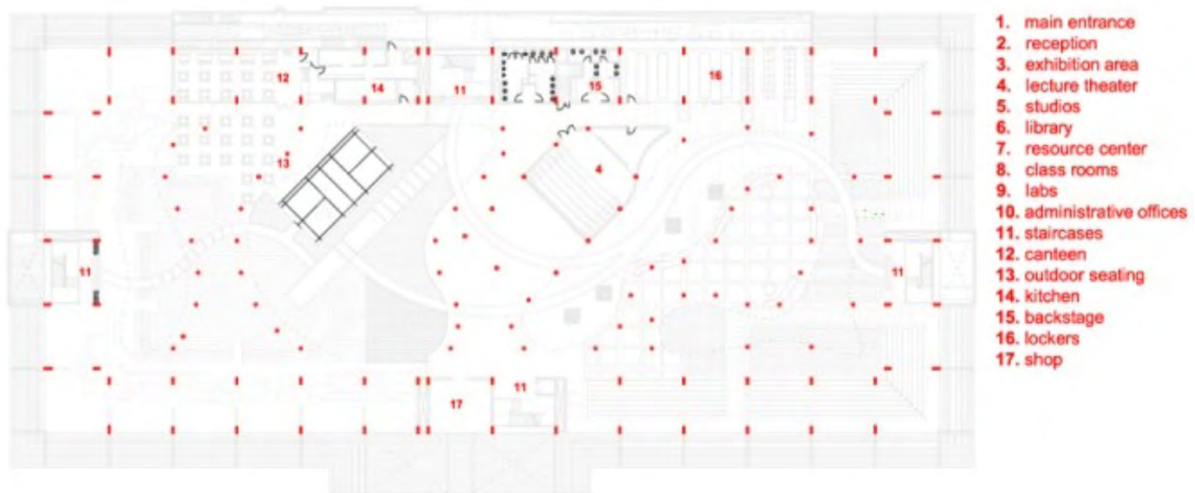 12
14
11
15
16
13
4
11
11
11
17
1. main entrance
2. reception
3. exhibition area
4. lecture theater
5. studios
6. library
7. resource center
8. class rooms
9. labs
10. administrative offices
11. staircases
12. canteen
13. outdoor seating
14. kitchen
15. backstage
16. lockers
17. shop